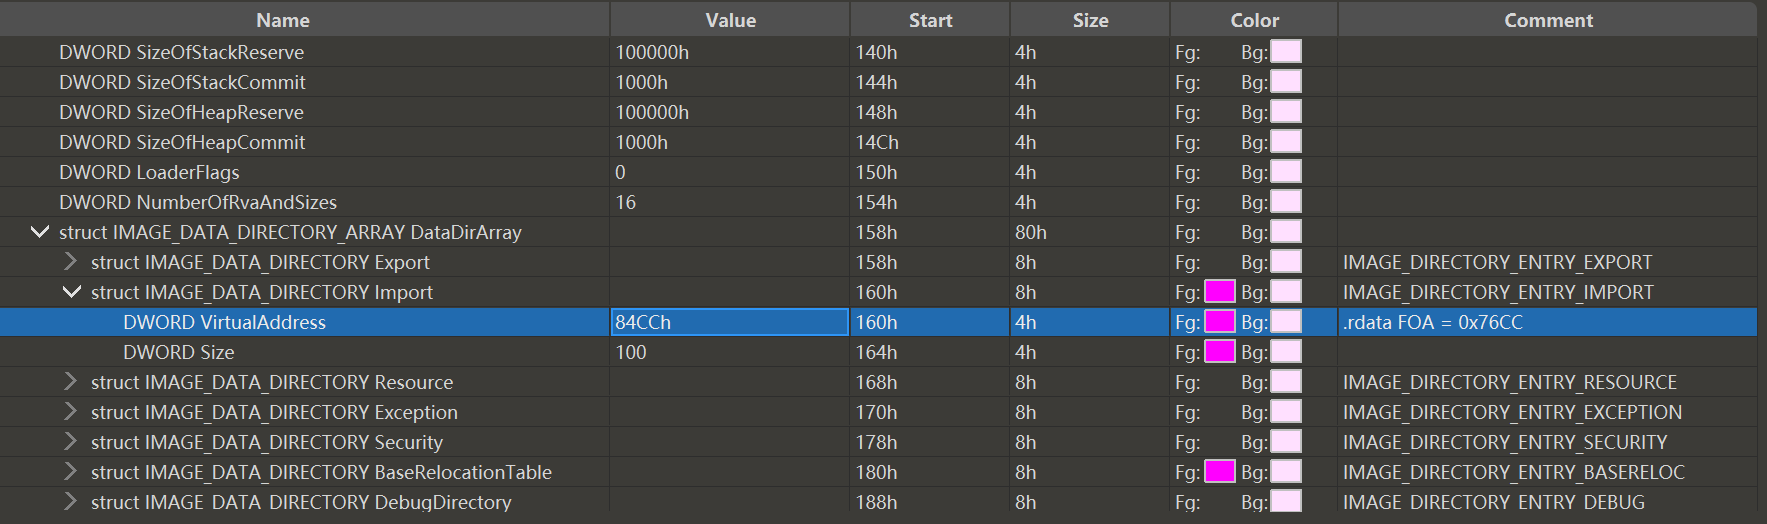 Name Value Start Size Color Comment
DWORD SizeOfStackReserve 100000h 140h 4h Fg: Bg:
DWORD SizeOfStackCommit 1000h 144h 4h Fg: Bg:
DWORD SizeOfHeapReserve 100000h 148h 4h Fg: Bg:
DWORD SizeOfHeapCommit 1000h 14Ch 4h Fg: Bg:
DWORD LoaderFlags 0 150h 4h Fg: Bg:
DWORD NumberOfRvaAndSizes 16 154h 4h Fg: Bg:
struct IMAGE_DATA_DIRECTORY_ARRAY DataDirArray 158h 80h Fg: Bg:
struct IMAGE_DATA_DIRECTORY Export 158h 8h Fg: Bg: IMAGE_DIRECTORY_ENTRY_EXPORT
struct IMAGE_DATA_DIRECTORY Import 160h 8h Fg: Bg: IMAGE_DIRECTORY_ENTRY_IMPORT
DWORD VirtualAddress 84CCh 160h 4h Fg: Bg: .rdata FOA = 0x76CC
DWORD Size 100 164h 4h Fg: Bg:
struct IMAGE_DATA_DIRECTORY Resource 168h 8h Fg: Bg: IMAGE_DIRECTORY_ENTRY_RESOURCE
struct IMAGE_DATA_DIRECTORY Exception 170h 8h Fg: Bg: IMAGE_DIRECTORY_ENTRY_EXCEPTION
struct IMAGE_DATA_DIRECTORY Security 178h 8h Fg: Bg: IMAGE_DIRECTORY_ENTRY_SECURITY
struct IMAGE_DATA_DIRECTORY BaseRelocationTable 180h 8h Fg: Bg: IMAGE_DIRECTORY_ENTRY_BASERELOC
struct IMAGE_DATA_DIRECTORY DebugDirectory 188h 8h Fg: Bg: IMAGE_DIRECTORY_ENTRY_DEBUG